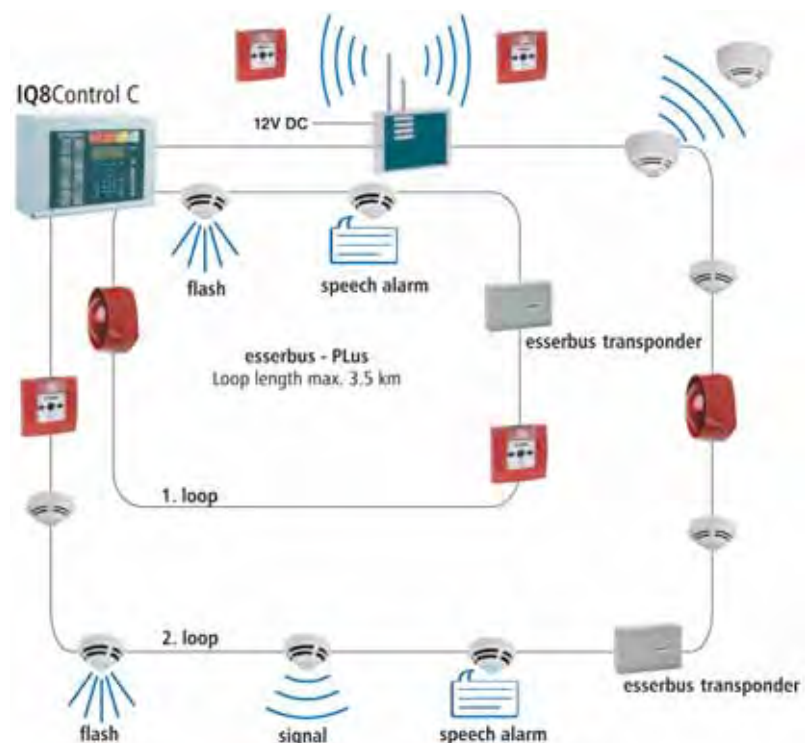 IQ8Control C
12V DC
flash
speech alarm
esserbus transponder
esserbus - PLus
Loop length max. 3.5 km
1. loop
2. loop
esserbus transponder
flash
signal
speech alarm